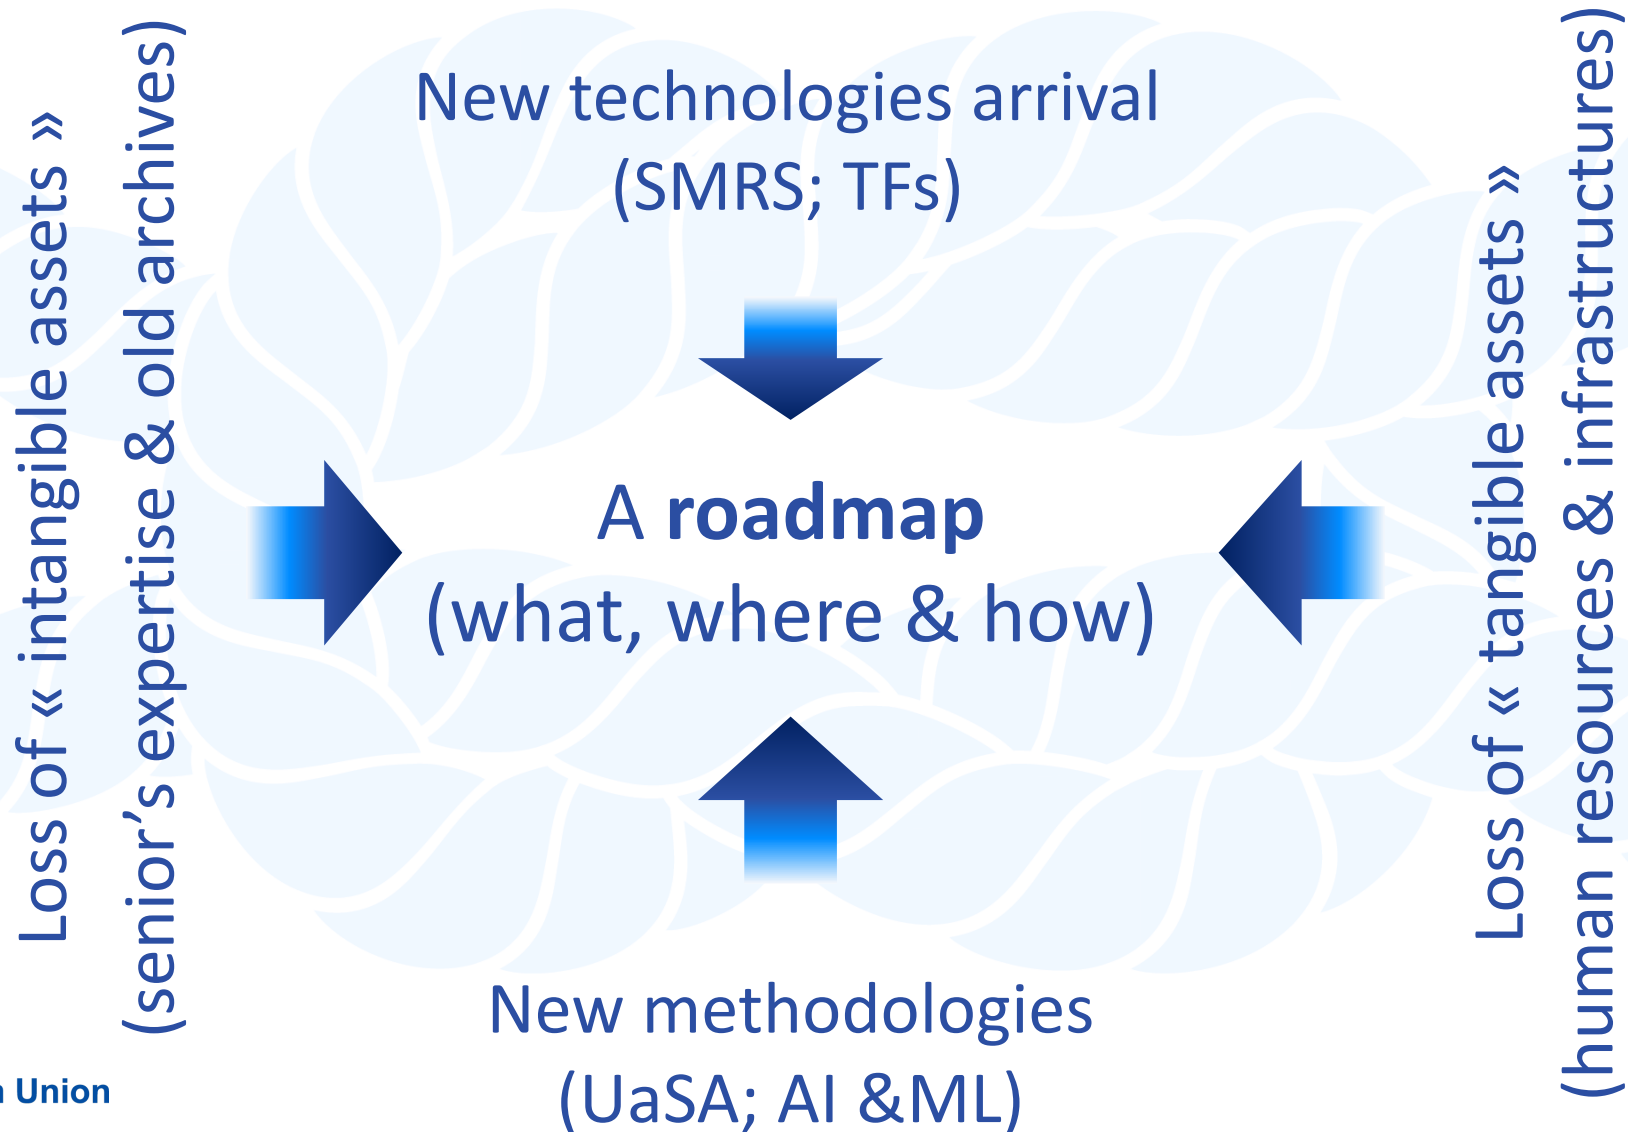 New technologies arrival
(SMRS; TFs)
Loss of « intangible assets »
(senior’s expertise & old archives)
A roadmap
(what, where & how)
Loss of « tangible assets »
(human resources & infrastructures)
New methodologies
(UaSA; AI &ML)
Union